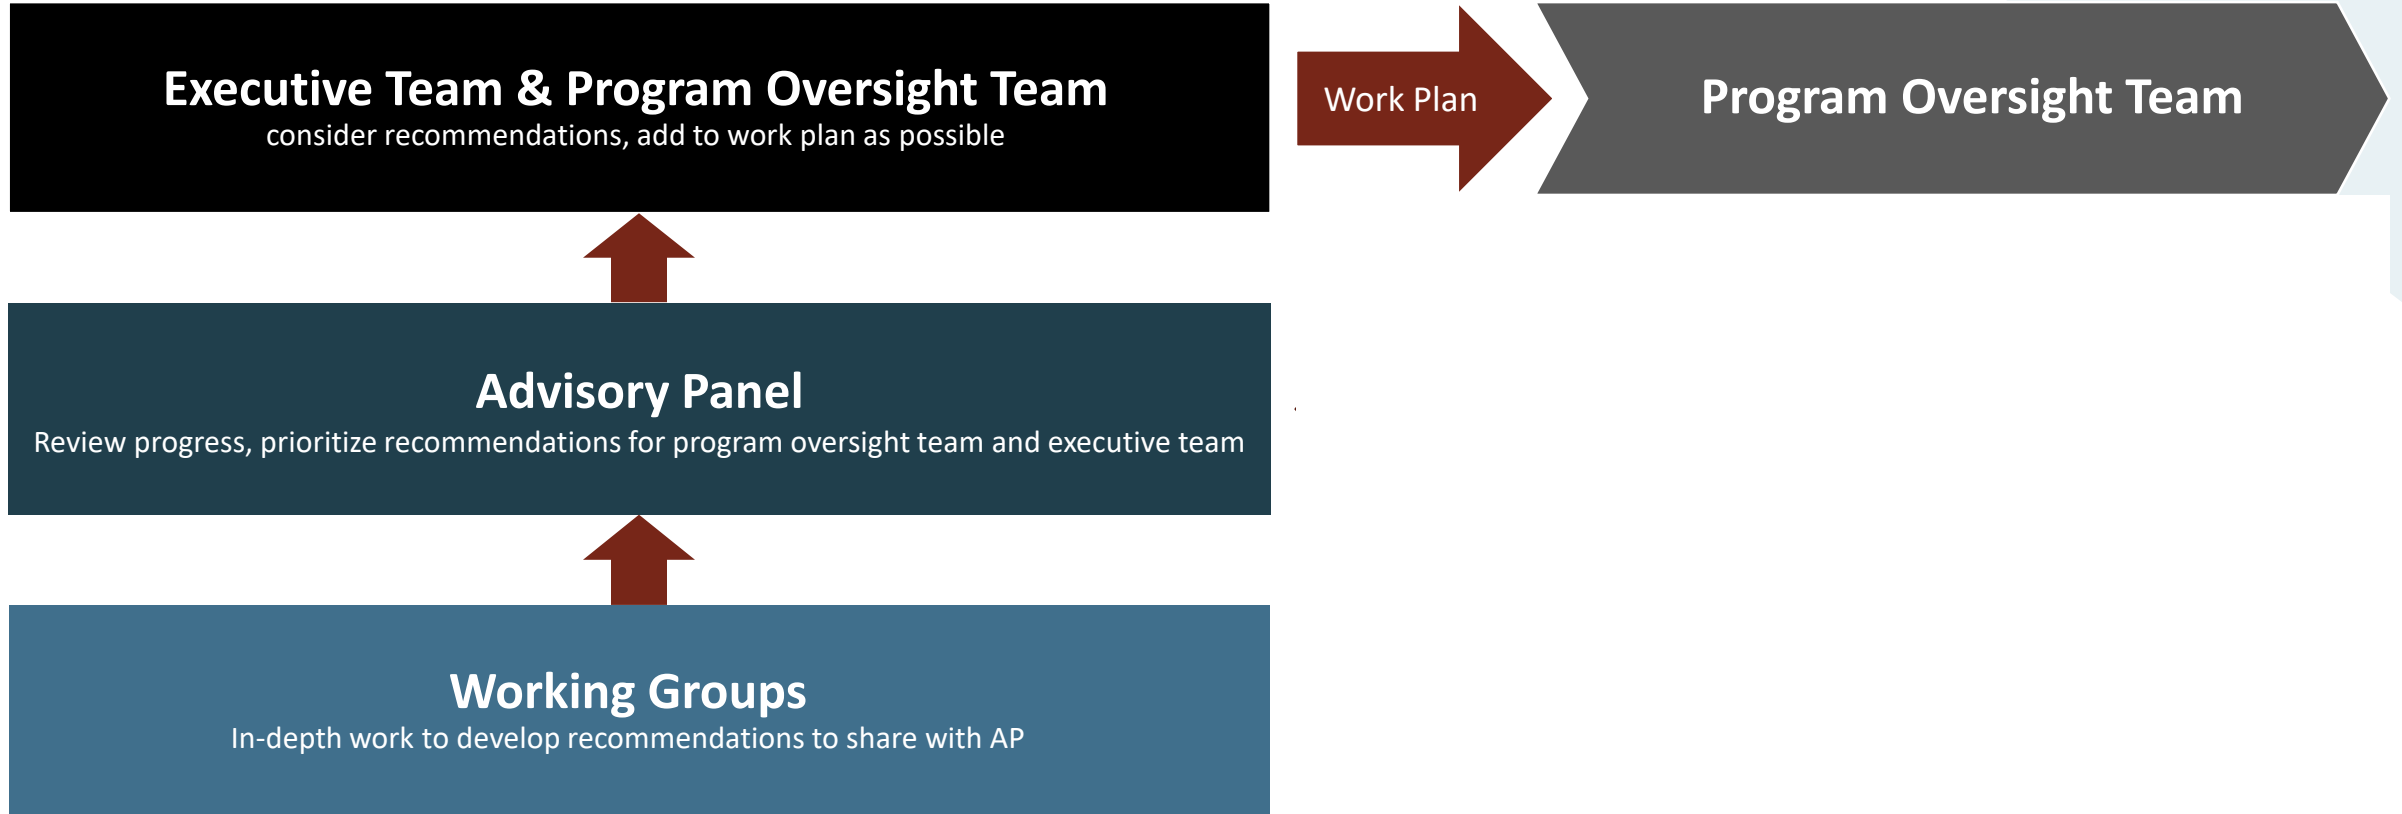 Executive Team & Program Oversight Team
consider recommendations, add to work plan as possible
Work Plan
Program Oversight Team
Advisory Panel
Review progress, prioritize recommendations for program oversight team and executive team
Working Groups
In-depth work to develop recommendations to share with AP